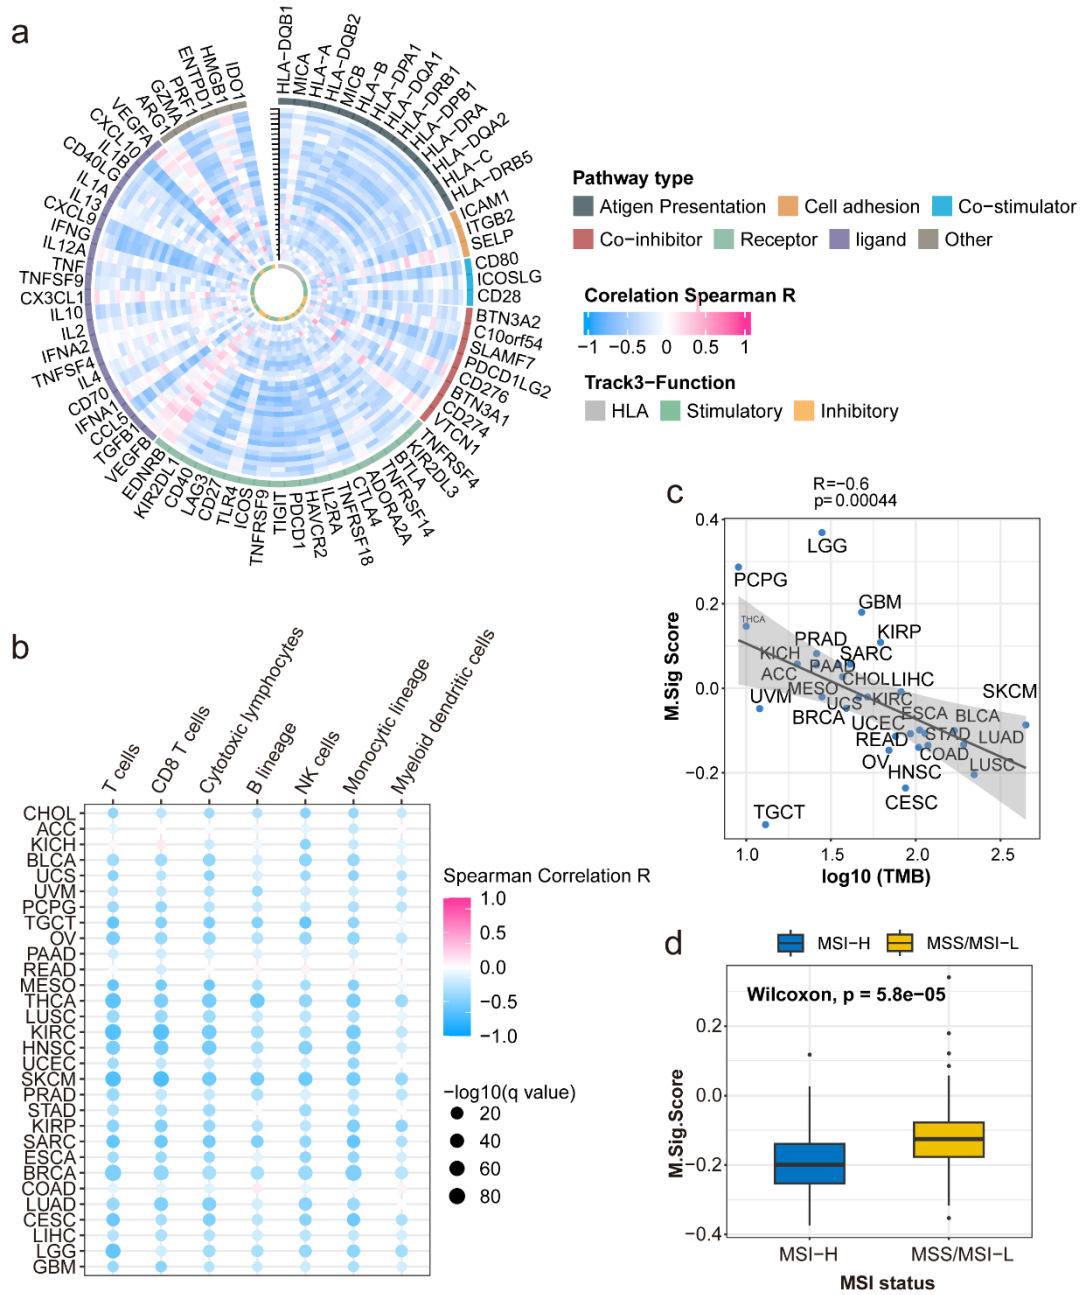 a
HLA-DQB1
MICA
HLA-A
HLA-DQB2
MICB
HLA-B
HLA-DPA1
HLA-DQA1
HLA-DRB1
HLA-DPB1
HLA-DRA
HLA-DQA2
HLA-C
HLA-DRB5
ICAM1
ITGB2
SELP
CD80
ICOSLG
CD28
BTN3A2
C10orf54
SLAMF7
PDCD1LG2
CD276
BTN3A1
CD274
VTCN1
TNFRSF4
KIR2DL3
BTLA
TNFRSF14
ADORA2A
CTLA4
TNFRSF18
IL2RA
HAVCR2
PDCD1
TIGIT
TNFRSF9
ICOS
TLR4
CD27
LAG3
CD40
KIR2DL1
EDNRB
VEGFB
TGFB1
CCL5
IFNA1
CD70
IL4
TNFSF4
IFNA2
IL2
IL10
CX3CL1
TNFSF9
TNF
IL12A
IFNG
CXCL9
IL13
IL1A
CD40LG
IL1B
CXCL10
VEGFA
ARG1
GZMA
PRF1
ENTPD1
HMGB1
IDO1
Pathway type
Atigen Presentation
Cell adhesion
Co-stimulator
Co-inhibitor
Receptor
ligand
Other
Corelation Spearman R
−1 −0.5 0 0.5 1
Track3-Function
HLA
Stimulatory
Inhibitory
b
T cells
CD8 T cells
Cytotoxic lymphocytes
B lineage
NK cells
Monocytic lineage
Myeloid dendritic cells
CHOL
ACC
KICH
BLCA
UCS
UVM
PCPG
TGCT
OV
PAAD
READ
MESO
THCA
LUSC
KIRC
HNSC
UCEC
SKCM
PRAD
STAD
KIRP
SARC
ESCA
BRCA
COAD
LUAD
CESC
LIHC
LGG
GBM
Spearman Correlation R
1.0
0.5
0.0
−0.5
−1.0
−log10(q value)
20
40
60
80
c
R=−0.6
p=0.00044
M.Sig Score
0.4
0.2
0.0
−0.2
LGG
PCPG
GBM
THCA
KIRP
PRAD
KICH
SARC
PAAD
ACC
CHOL
LIHC
MESO
SKCM
UVM
UCS
KIRC
BRCA
ESCA
BLCA
UCEC
READ
STAD
LUAD
COAD
OV
LUSC
HNSC
CESC
TGCT
1.0 1.5 2.0 2.5
log10 (TMB)
d
MSI−H
MSS/MSI−L
Wilcoxon, p = 5.8e−05
M.Sig.Score
0.2
0.0
−0.2
−0.4
MSI−H
MSS/MSI−L
MSI status